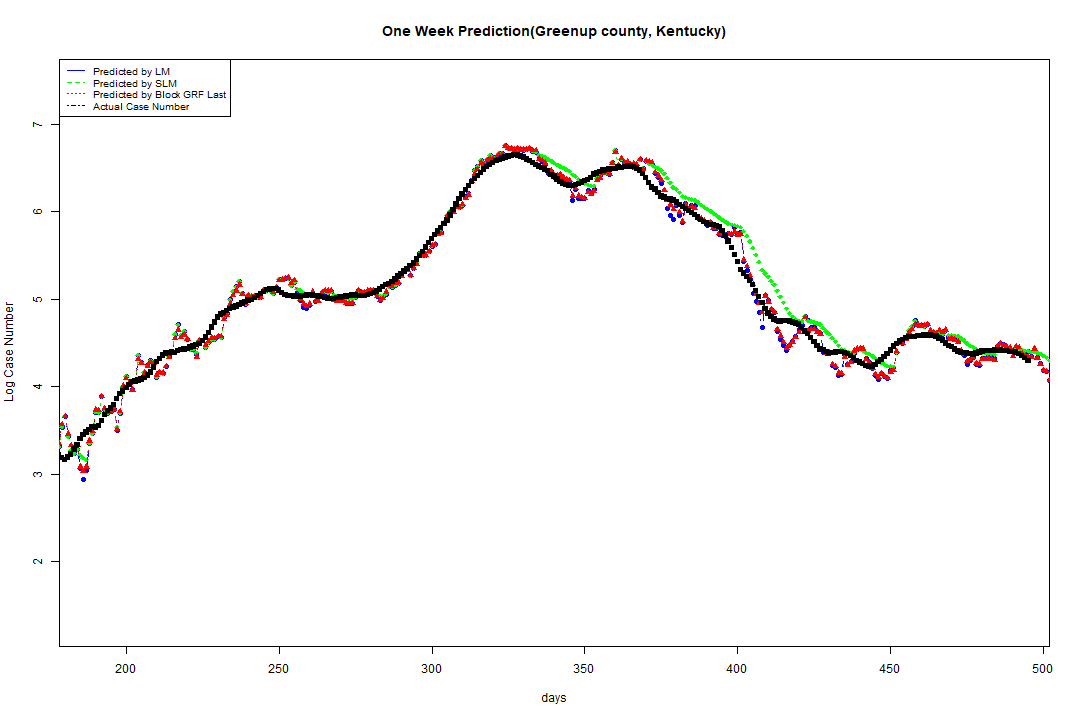 One Week Prediction(Greenup county, Kentucky)
Predicted by LM
Predicted by SLM
Predicted by Block GRF Last
Actual Case Number
Log Case Number
7
6
5
4
3
2
200 250 300 350 400 450 500
days